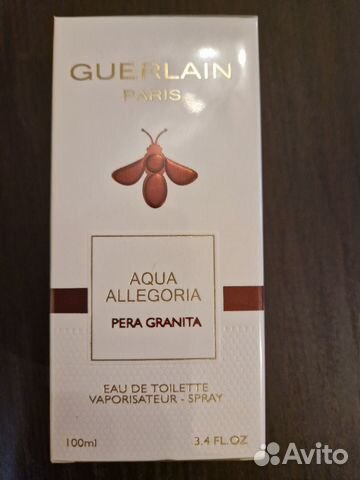 GUERLAIN
PARIS
AQUA
ALLEGORIA
PERA GRANITA
EAU DE TOILETTE
VAPORISATEUR - SPRAY
100ml 3.4 FL.OZ
Avito